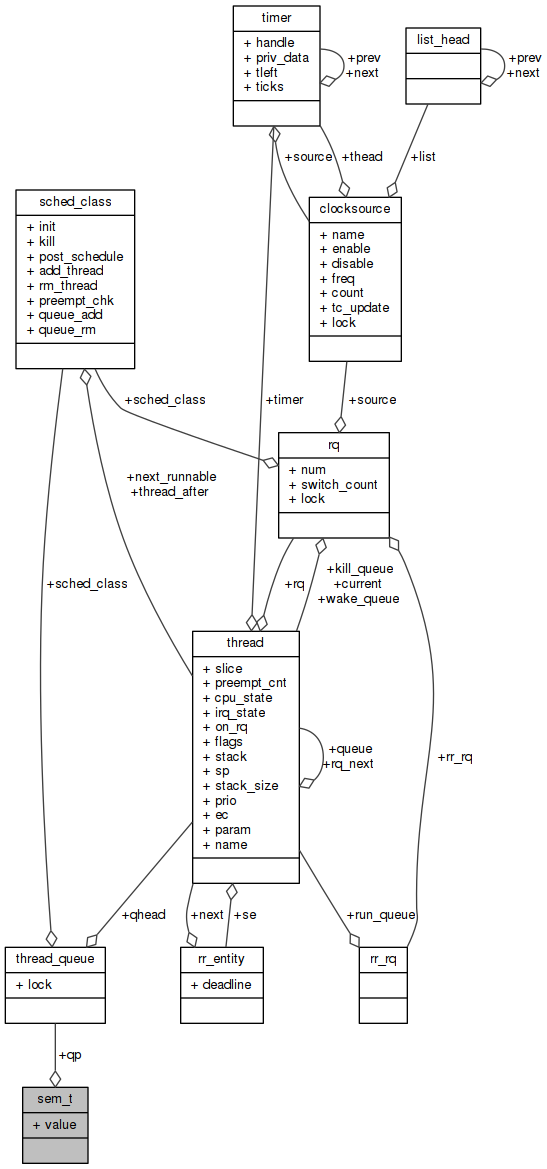 timer
+ handle
+ priv_data
+ tleft
+ ticks
+prev
+next
list_head
+prev
+next
+source
+thead
+list
sched_class
+ init
+ kill
+ post_schedule
+ add_thread
+ rm_thread
+ preempt_chk
+ queue_add
+ queue_rm
clocksource
+ name
+ enable
+ disable
+ freq
+ count
+ tc_update
+ lock
+sched_class
+timer
+source
rq
+ num
+ switch_count
+ lock
+next_runnable
+thread_after
+sched_class
+rq
+kill_queue
+current
+wake_queue
thread
+ slice
+ preempt_cnt
+ cpu_state
+ irq_state
+ on_rq
+ flags
+ stack
+ sp
+ stack_size
+ prio
+ ec
+ param
+ name
+queue
+rq_next
+rr_rq
+qhead
+next
+se
+run_queue
thread_queue
+ lock
rr_entity
+ deadline
rr_rq
+qp
sem_t
+ value